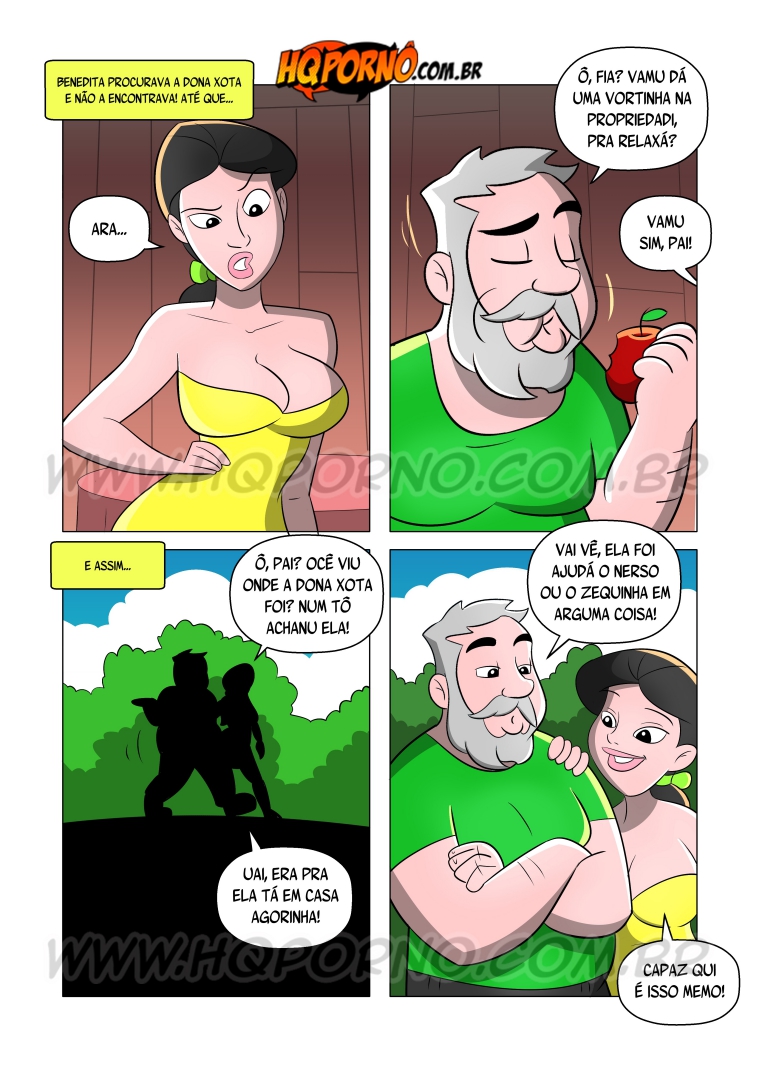 HQPORNÔ.COM.BR
BENEDITA PROCURAVA A DONA XOTA
E NÃO A ENCONTRAVA! ATÉ QUE...
ARA...
Ô, FIA? VAMU DÁ
UMA VORTINHA NA
PROPRIEDADI,
PRA RELAXÁ?
VAMU
SIM, PAI!
WWW.HQPORNO.COM.BR
E ASSIM...
Ô, PAI? OCÊ VIU
ONDE A DONA XOTA
FOI? NUM TÔ
ACHANU ELA!
UAI, ERA PRA
ELA TÁ EM CASA
AGORINHA!
VAI VÊ, ELA FOI
AJUDÁ O NERSO
OU O ZEQUINHA EM
ARGUMA COISA!
WWW.HQPORNO.COM.BR
CAPAZ QUI
É ISSO MEMO!